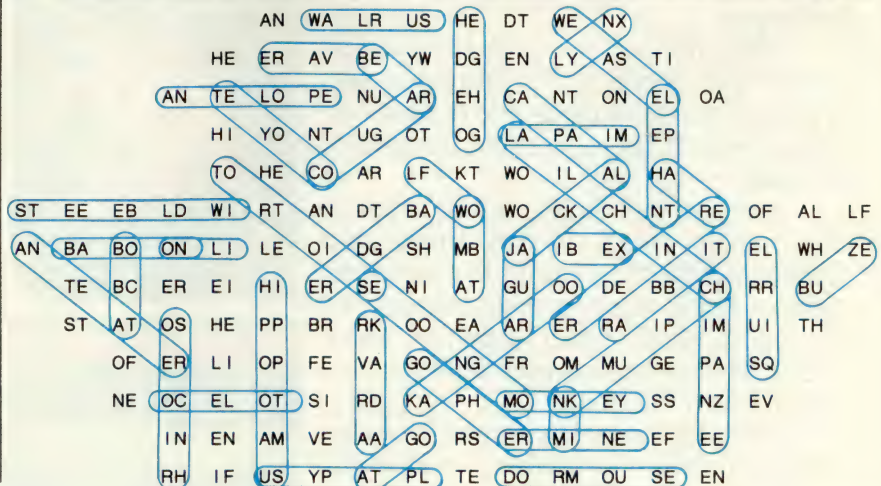 AN WA LR US HE DT WE NX
HE ER AV BE YW DG EN LY AS TI
AN TE LO PE NU AR EH CA NT ON EL OA
HI YO NT UG OT OG LA PA IM EP
TO HE CO AR LF KT WO IL AL HA
ST EE EB LD WI RT AN DT BA WO WO CK CH NT RE OF AL LF
AN BA BO ON LI LE OI DG SH MB JA IB EX IN IT EL WH ZE
TE BC ER EI HI ER SE NI AT GU OO DE BB CH RR BU
ST AT OS HE PP BR RK OO EA AR ER RA IP IM UI TH
OF ER LI OP FE VA GO NG FR OM MU GE PA SQ
NE OC EL OT SI RD KA PH MO NK EY SS NZ EV
IN EN AM VE AA GO RS ER MI NE EF EE
RH IF US YP AT PL TE DO RM OU SE EN